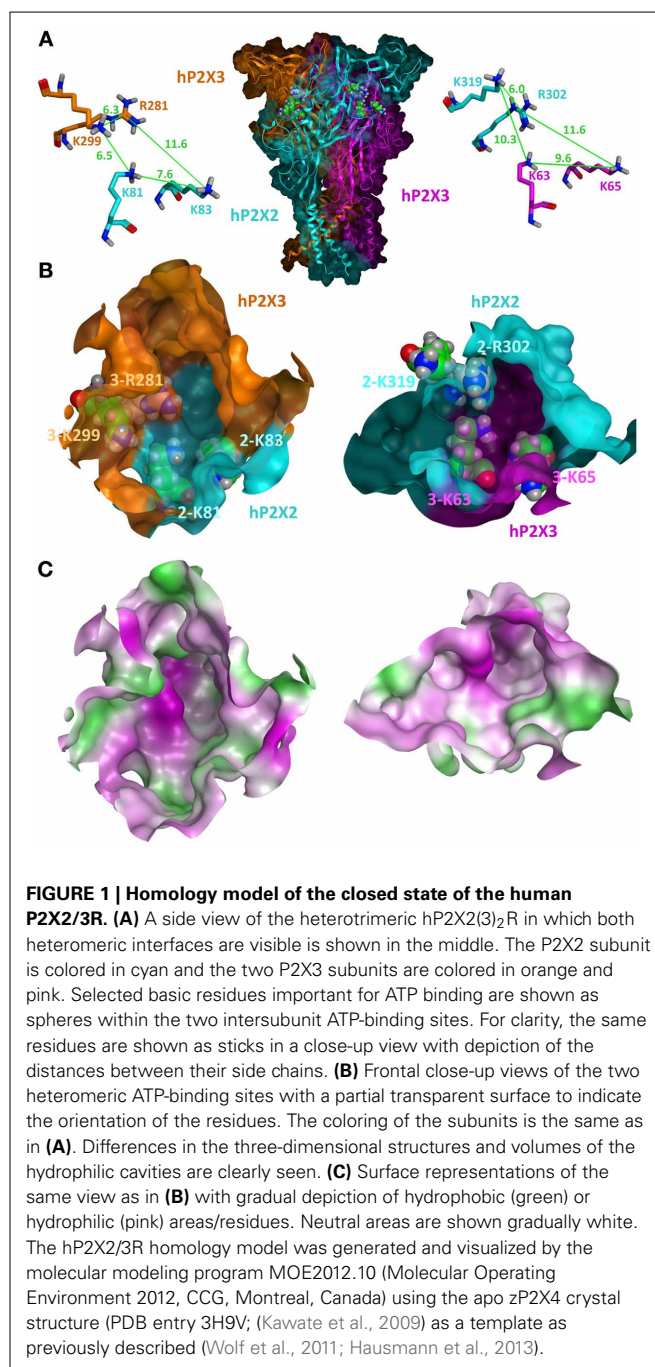 A
hP2X3
R281
6.3
K299
6.5
11.6
7.6
K81
K83
hP2X2
hP2X3
K319
6.0
R302
10.3
11.6
9.6
K63
K65
B
hP2X3
3-R281
3-K299
2-K83
2-K81
hP2X2
hP2X2
2-R302
2-K319
3-K65
3-K63
hP2X3
C
FIGURE 1 | Homology model of the closed state of the human
P2X2/3R. (A) A side view of the heterotrimeric hP2X2(3)₂R in which both
heteromeric interfaces are visible is shown in the middle. The P2X2 subunit
is colored in cyan and the two P2X3 subunits are colored in orange and
pink. Selected basic residues important for ATP binding are shown as
spheres within the two intersubunit ATP-binding sites. For clarity, the same
residues are shown as sticks in a close-up view with depiction of the
distances between their side chains. (B) Frontal close-up views of the two
heteromeric ATP-binding sites with a partial transparent surface to indicate
the orientation of the residues. The coloring of the subunits is the same as
in (A). Differences in the three-dimensional structures and volumes of the
hydrophilic cavities are clearly seen. (C) Surface representations of the
same view as in (B) with gradual depiction of hydrophobic (green) or
hydrophilic (pink) areas/residues. Neutral areas are shown gradually white.
The hP2X2/3R homology model was generated and visualized by the
molecular modeling program MOE2012.10 (Molecular Operating
Environment 2012, CCG, Montreal, Canada) using the apo zP2X4 crystal
structure (PDB entry 3H9V; (Kawate et al., 2009) as a template as
previously described (Wolf et al., 2011; Hausmann et al., 2013).